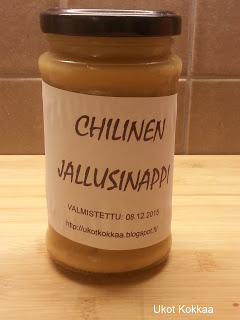 CHILINEN
JALLUSINAPPI
VALMISTETTU: 08.12.2015
http://ukotkokkaa.blogspot.fi/
Ukot Kokkaa